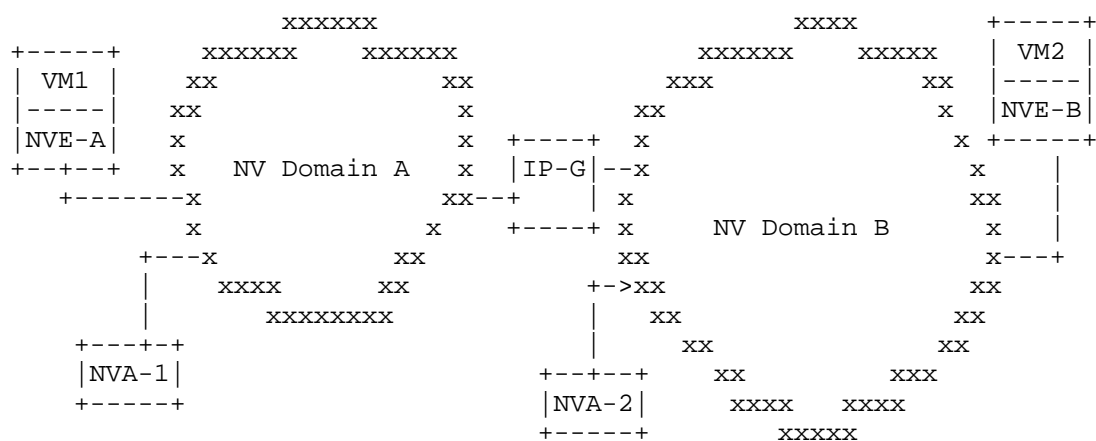 VM1
NVE-A
NV Domain A
IP-G
NV Domain B
VM2
NVE-B
NVA-1
NVA-2